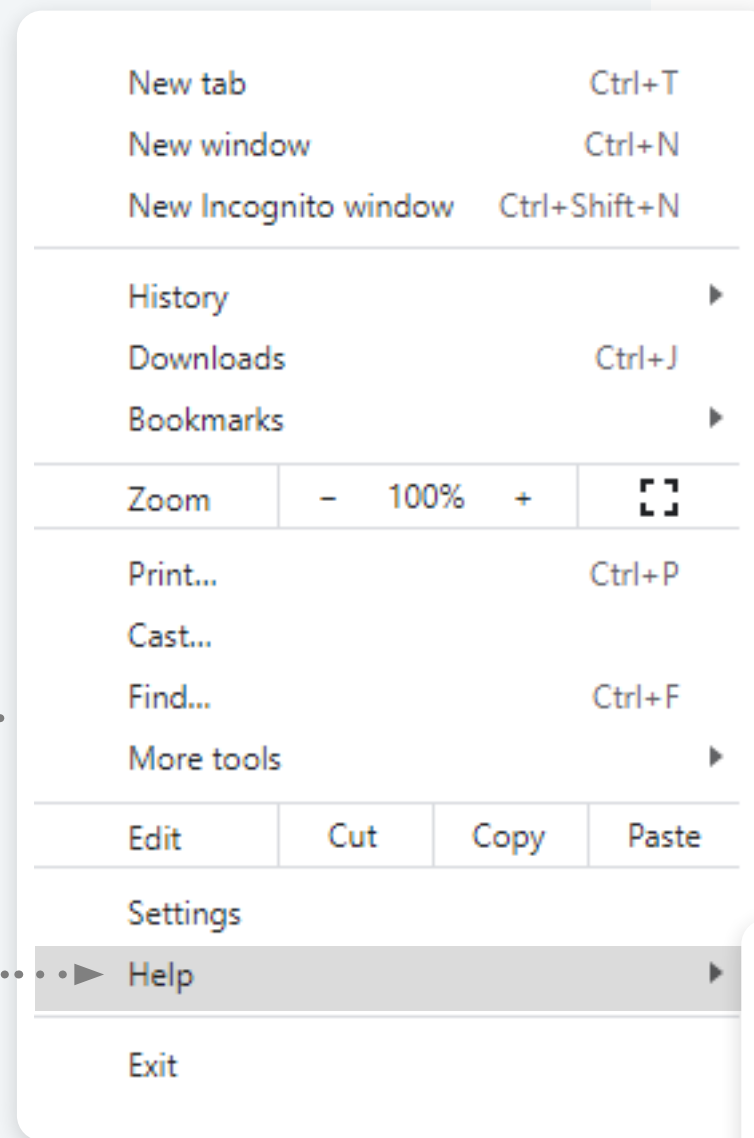 New tab Ctrl+T
New window Ctrl+N
New Incognito window Ctrl+Shift+N
History
Downloads Ctrl+J
Bookmarks
Zoom - 100% +
Print... Ctrl+P
Cast...
Find... Ctrl+F
More tools
Edit Cut Copy Paste
Settings
Help
Exit